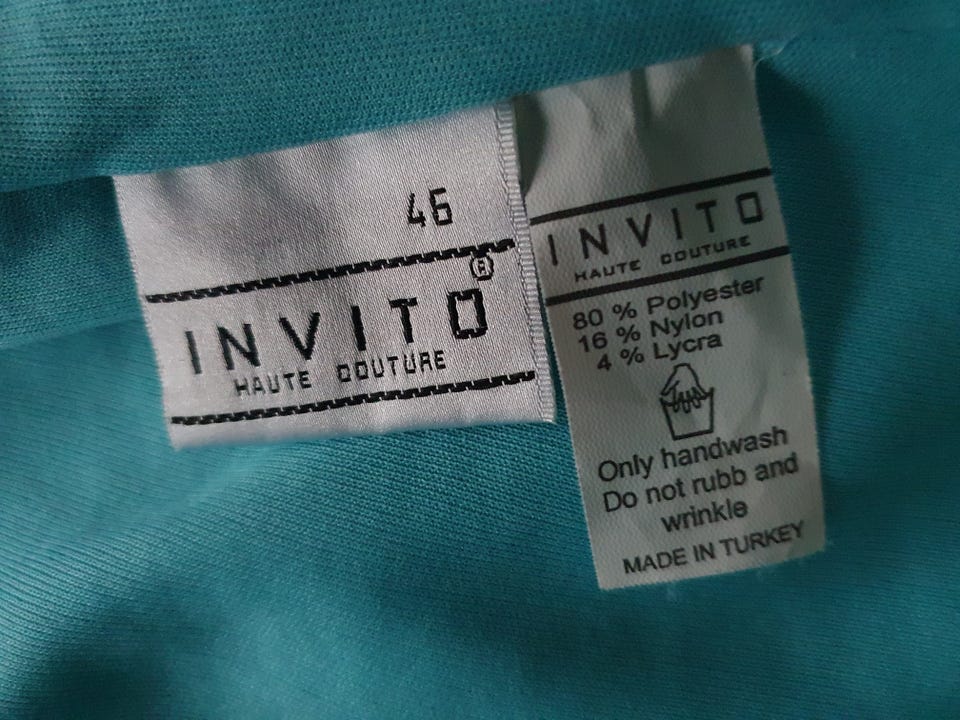 46
INVITO®
HAUTE COUTURE
INVITO
HAUTE COUTURE
80 % Polyester
16 % Nylon
4 % Lycra
Only handwash
Do not rubb and
wrinkle
MADE IN TURKEY